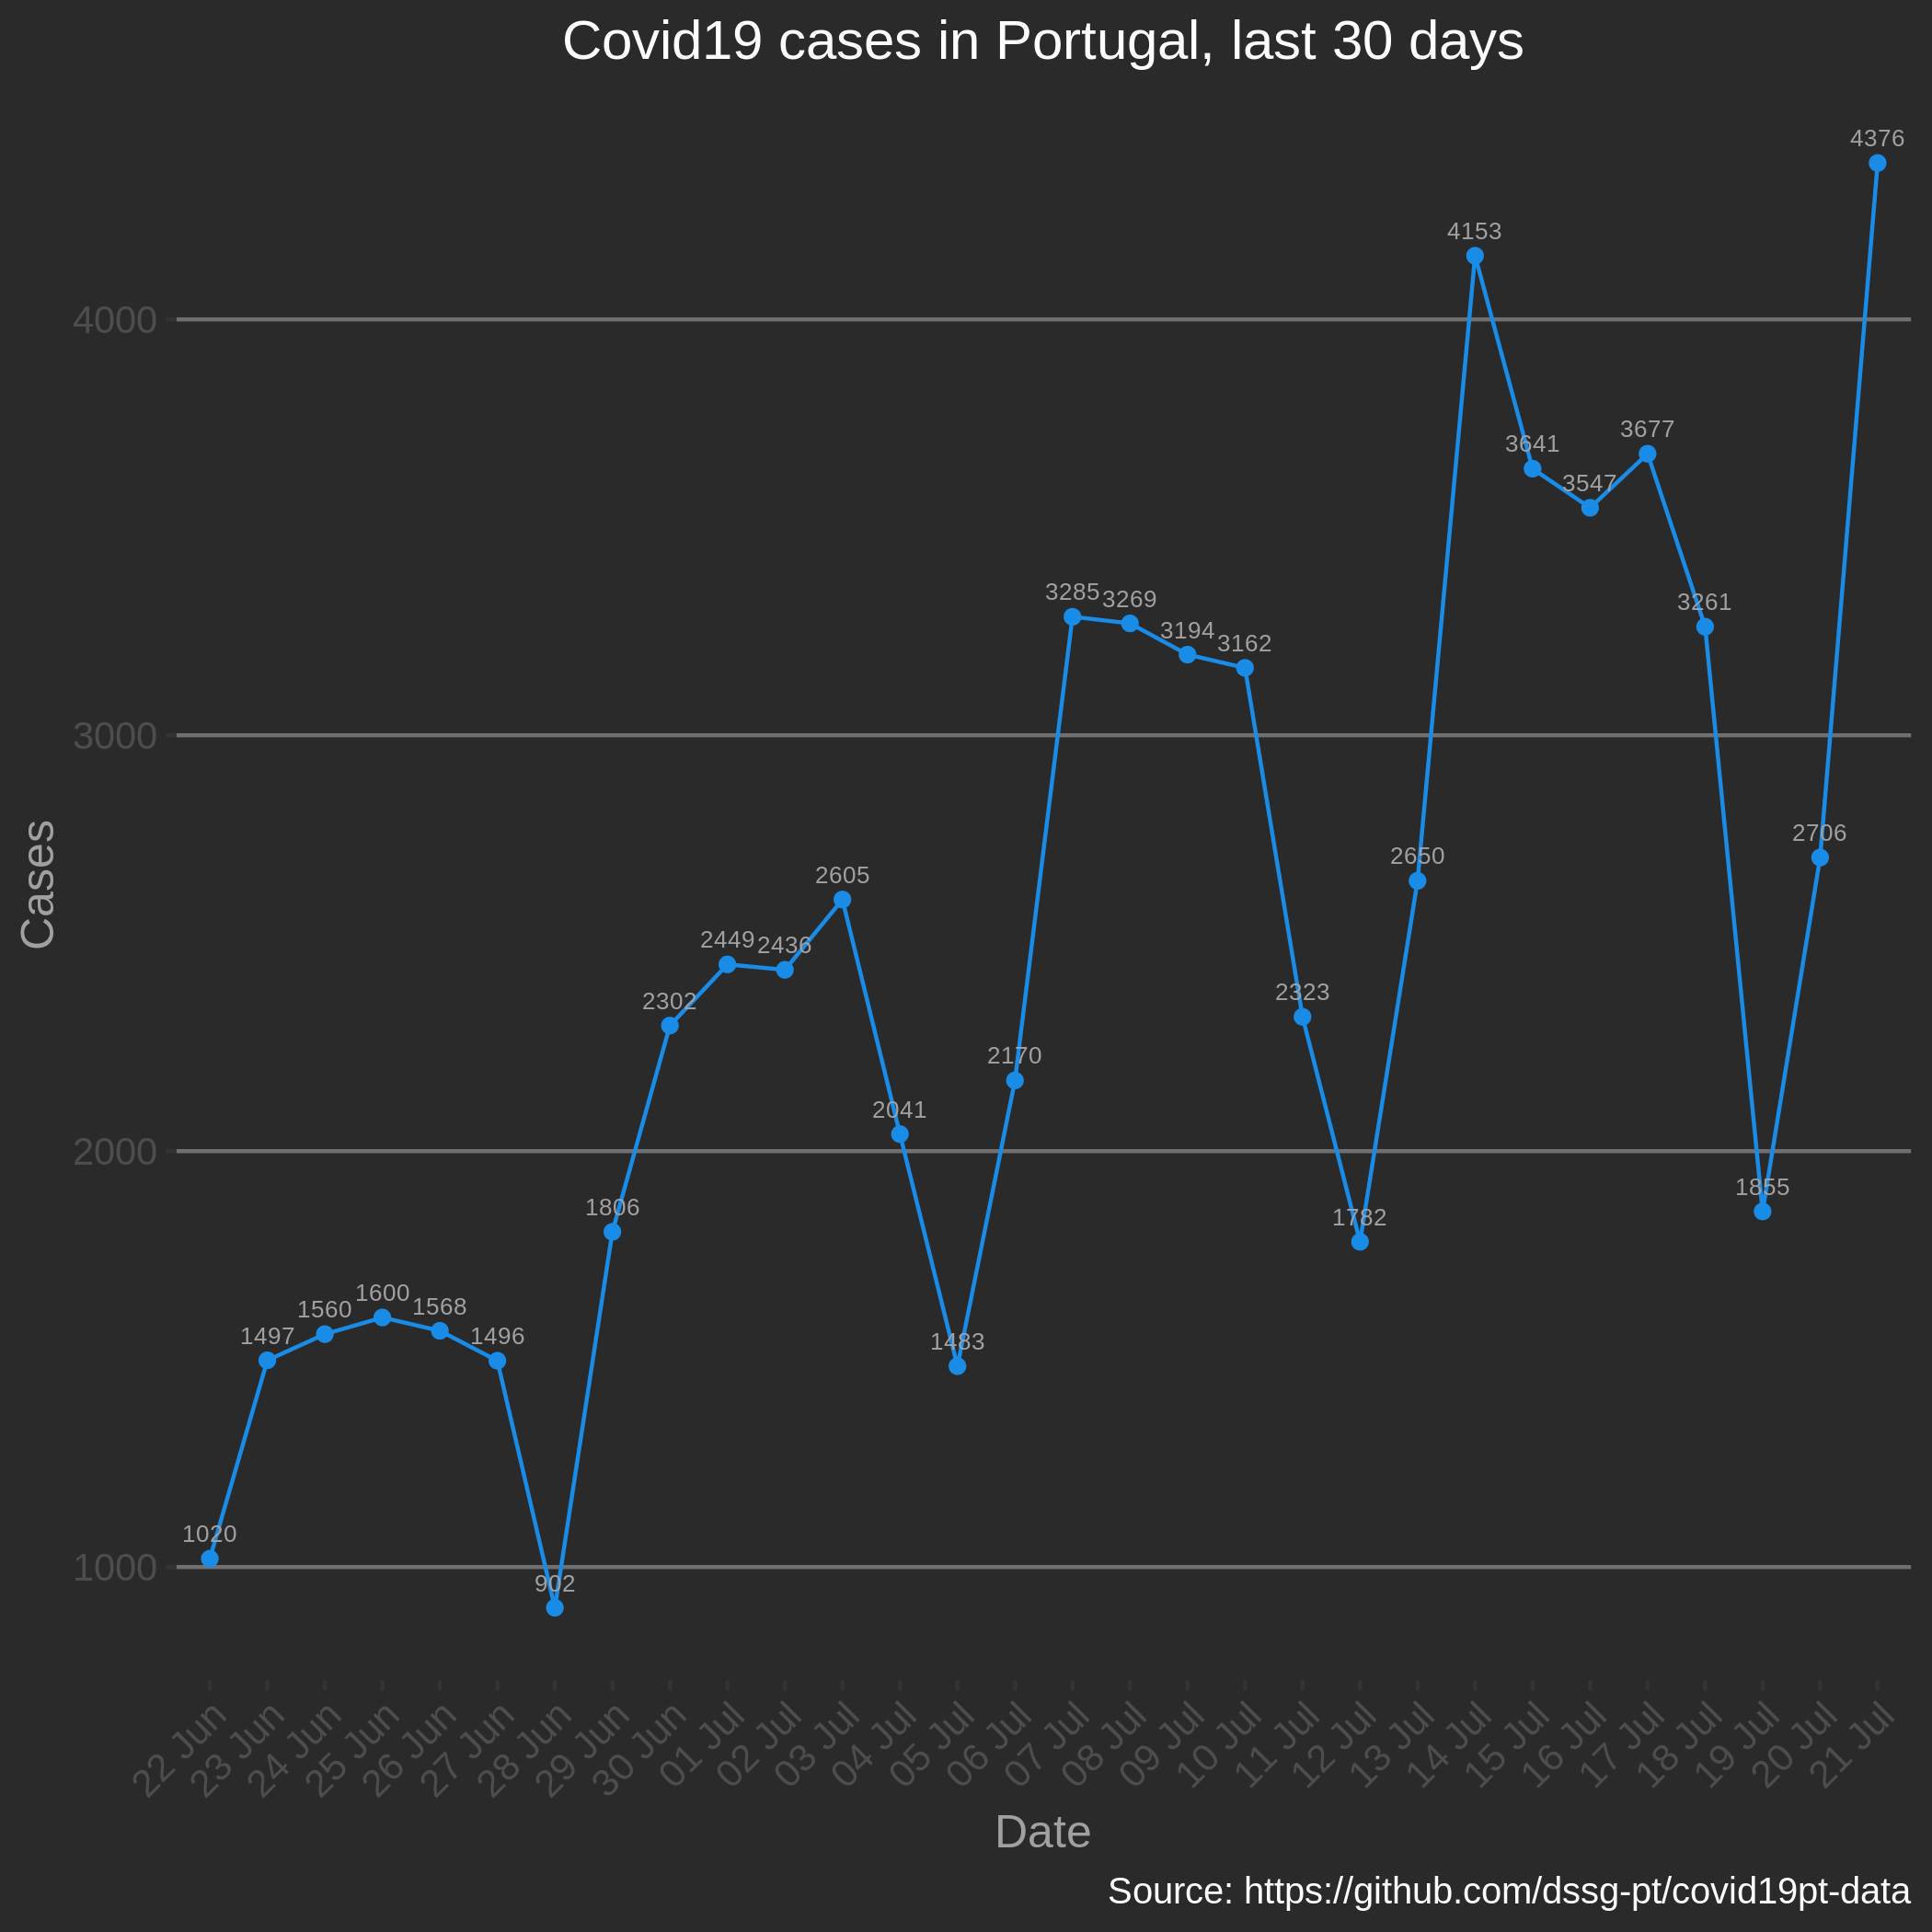 Covid19 cases in Portugal, last 30 days
4376
4153
4000
3677
3641
3547
3285
3269
3261
3194
3162
3000
2706
2650
2605
2449
2436
2323
2302
2170
2041
2000
1855
1806
1782
1600
1568
1560
1497
1496
1483
1020
1000
902
Cases
22 Jun
23 Jun
24 Jun
25 Jun
26 Jun
27 Jun
28 Jun
29 Jun
30 Jun
01 Jul
02 Jul
03 Jul
04 Jul
05 Jul
06 Jul
07 Jul
08 Jul
09 Jul
10 Jul
11 Jul
12 Jul
13 Jul
14 Jul
15 Jul
16 Jul
17 Jul
18 Jul
19 Jul
20 Jul
21 Jul
Date
Source: https://github.com/dssg-pt/covid19pt-data